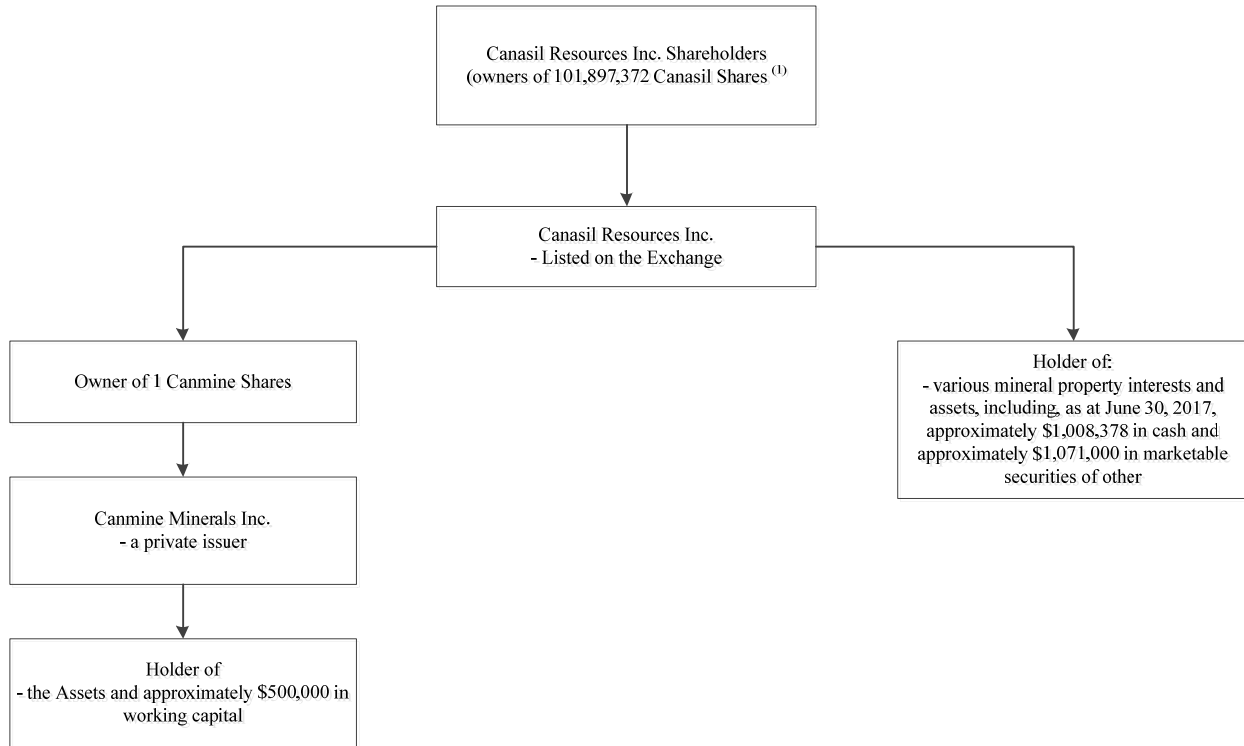 Canasil Resources Inc. Shareholders
(owners of 101,897,372 Canasil Shares (1)
Canasil Resources Inc.
- Listed on the Exchange
Owner of 1 Canmine Shares
Canmine Minerals Inc.
- a private issuer
Holder of
- the Assets and approximately $500,000 in
working capital
Holder of:
- various mineral property interests and
assets, including, as at June 30, 2017,
approximately $1,008,378 in cash and
approximately $1,071,000 in marketable
securities of other